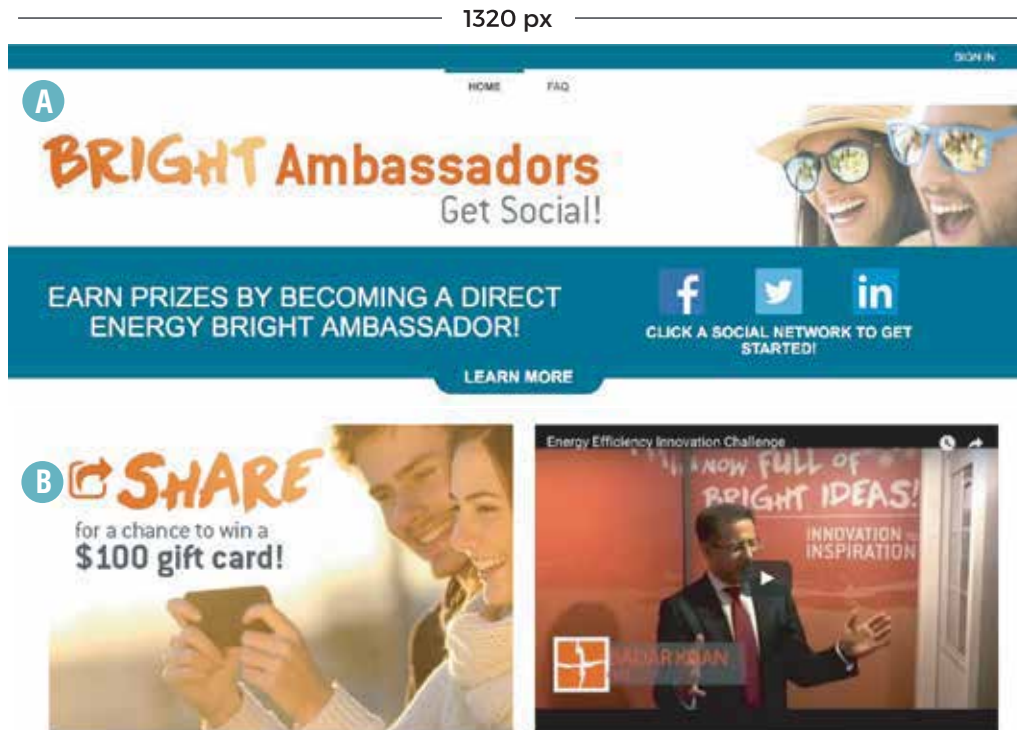 1320 px
SIGN IN
HOME FAQ
A
BRIGHT Ambassadors
Get Social!
EARN PRIZES BY BECOMING A DIRECT
ENERGY BRIGHT AMBASSADOR!
f
in
CLICK A SOCIAL NETWORK TO GET
STARTED!
LEARN MORE
B
SHARE
for a chance to win a
$100 gift card!
Energy Efficiency Innovation Challenge
NOW FULL OF
BRIGHT IDEAS!
INNOVATION
INSPIRATION